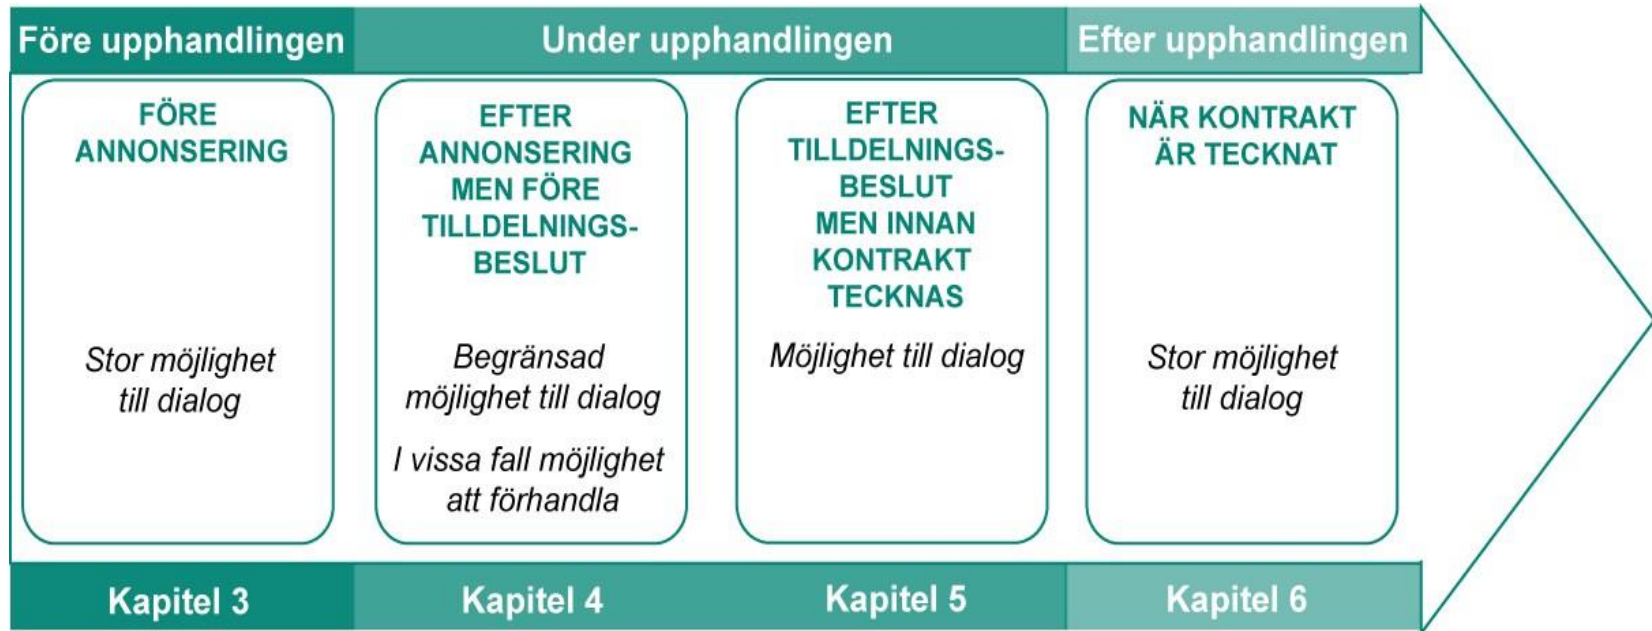 Före upphandlingen
Under upphandlingen
Efter upphandlingen
FÖRE
ANNONSERING
Stor möjlighet
till dialog
EFTER
ANNONSERING
MEN FÖRE
TILLDELNINGS-
BESLUT
Begränsad
möjlighet till dialog
I vissa fall möjlighet
att förhandla
EFTER
TILLDELNINGS-
BESLUT
MEN INNAN
KONTRAKT
TECKNAS
Möjlighet till dialog
NÄR KONTRAKT
ÄR TECKNAT
Stor möjlighet
till dialog
Kapitel 3
Kapitel 4
Kapitel 5
Kapitel 6